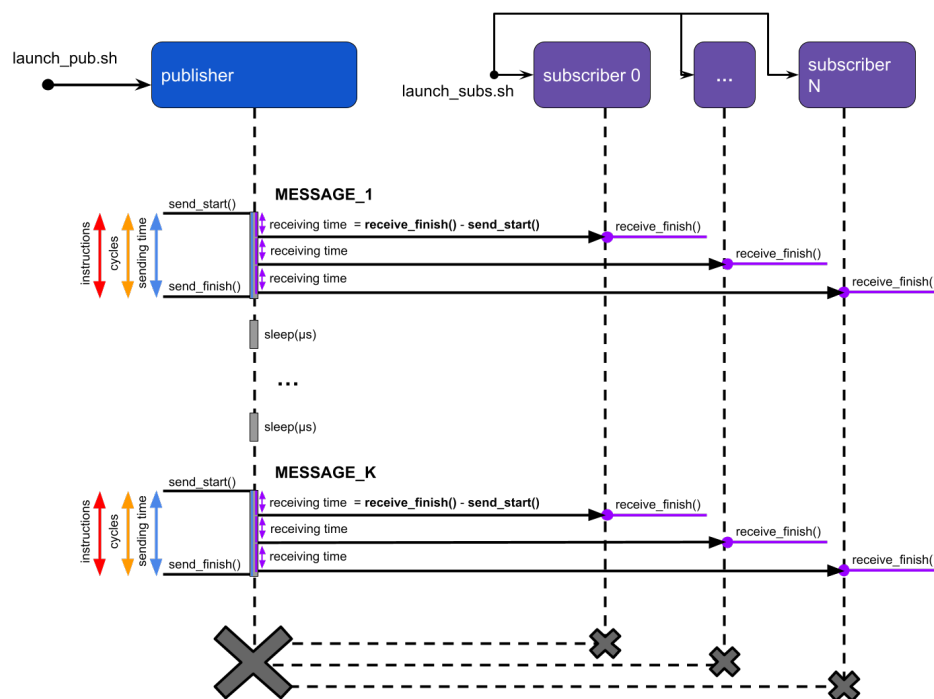 launch_pub.sh
publisher
launch_subs.sh
subscriber 0
...
subscriber
N
MESSAGE_1
send_start()
receiving time = receive_finish() - send_start()
receive_finish()
receiving time
receive_finish()
receiving time
receive_finish(
send_finish()
instructions
cycles
sending time
sleep(µs)
...
sleep(µs)
MESSAGE_K
send_start()
receiving time = receive_finish() - send_start()
receive_finish()
receiving time
receive_finish()
receiving time
receive_finish(
send_finish()
instructions
cycles
sending time